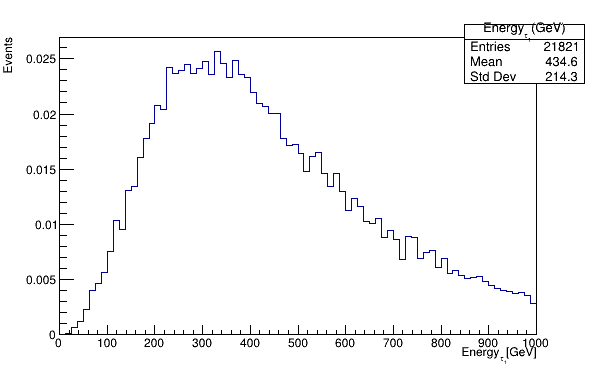 Energy_τ₁(GeV)
Entries 21821
Mean 434.6
Std Dev 214.3
Events
0.025
0.02
0.015
0.01
0.005
0
0 100 200 300 400 500 600 700 800 900 1000
Energy_τ₁[GeV]